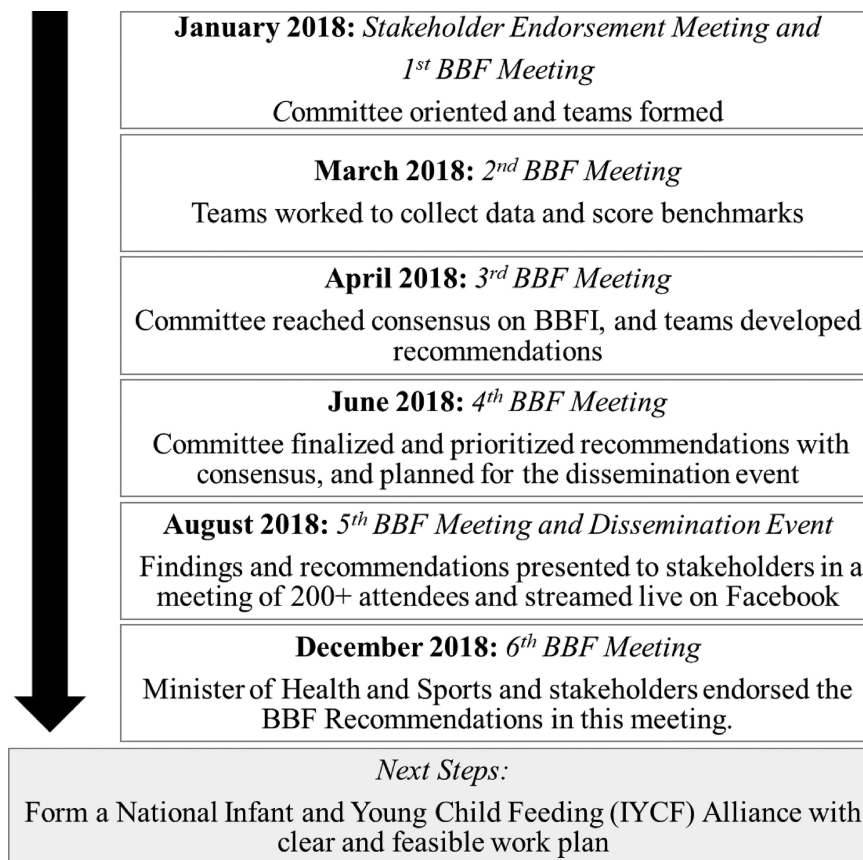 January 2018: Stakeholder Endorsement Meeting and
1st BBF Meeting
Committee oriented and teams formed
March 2018: 2nd BBF Meeting
Teams worked to collect data and score benchmarks
April 2018: 3rd BBF Meeting
Committee reached consensus on BBFI, and teams developed
recommendations
June 2018: 4th BBF Meeting
Committee finalized and prioritized recommendations with
consensus, and planned for the dissemination event
August 2018: 5th BBF Meeting and Dissemination Event
Findings and recommendations presented to stakeholders in a
meeting of 200+ attendees and streamed live on Facebook
December 2018: 6th BBF Meeting
Minister of Health and Sports and stakeholders endorsed the
BBF Recommendations in this meeting.
Next Steps:
Form a National Infant and Young Child Feeding (IYCF) Alliance with
clear and feasible work plan